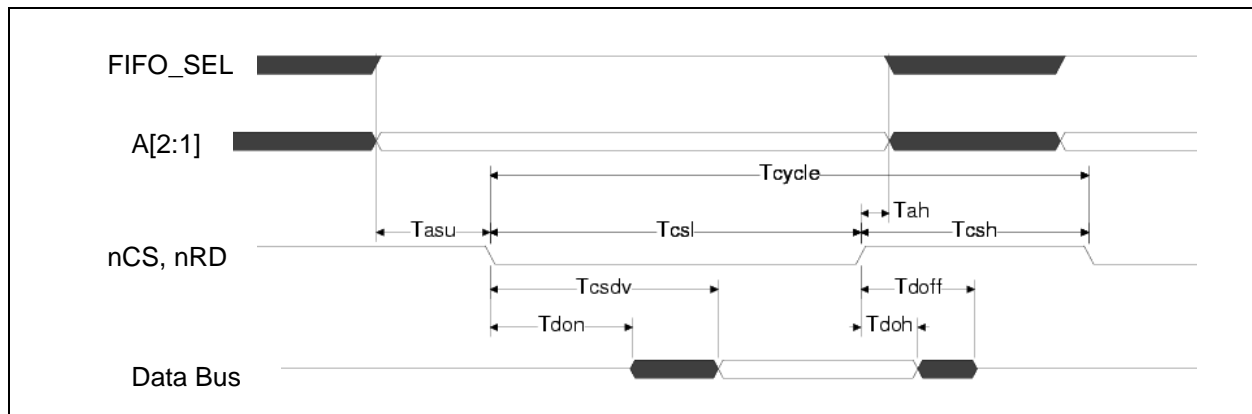 FIFO_SEL
A[2:1]
Tcycle
Tah
Tasu Tcsl Tcsh
nCS, nRD
Tcsdv Tdoff
Tdon Tdoh
Data Bus